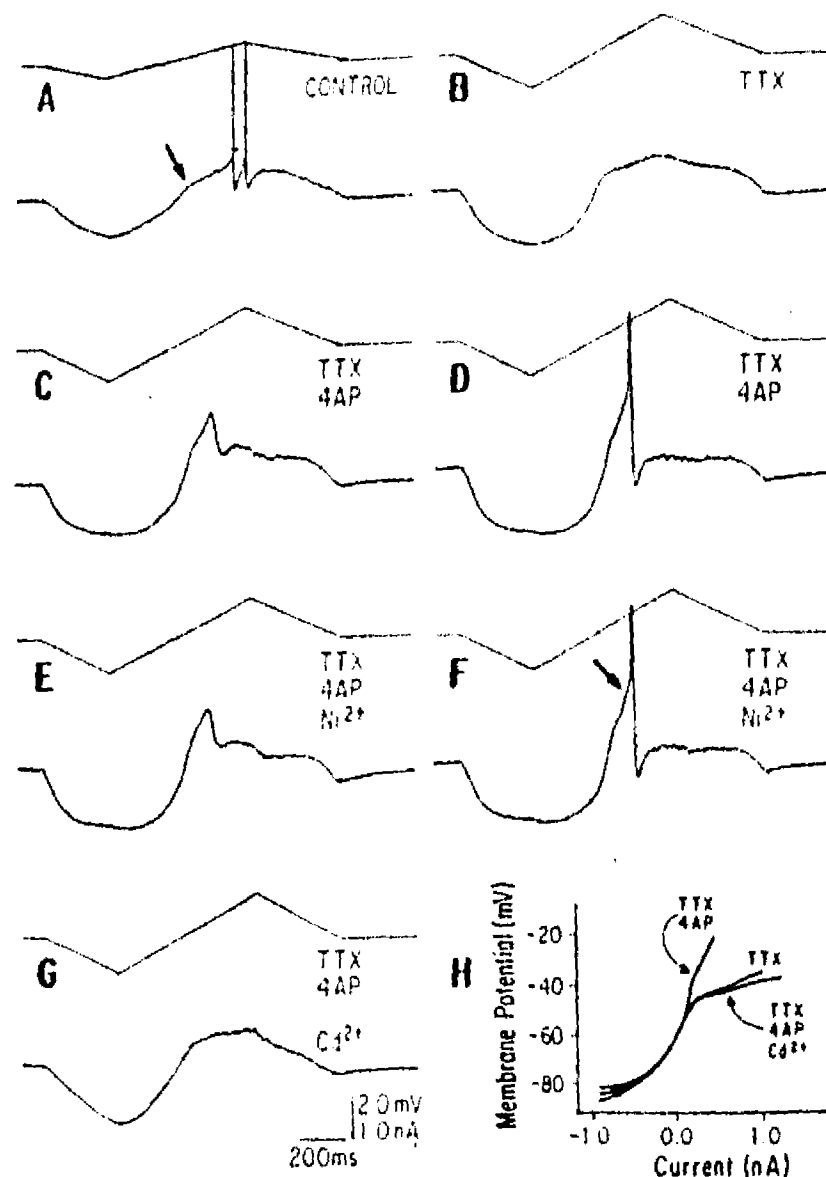 A
CONTROL
B
TTX
C
TTX
4AP
D
TTX
4AP
E
TTX
4AP
Ni2+
F
TTX
4AP
Ni2+
G
TTX
4AP
Cd2+
2.0mV
1.0nA
200ms
H
Membrane Potential (mV)
-20
-40
-60
-80
-1.0
0.0
1.0
Current (nA)
TTX
4AP
TTX
TTX
4AP
Cd2+